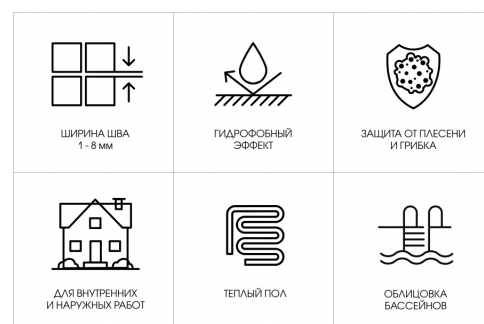 ШИРИНА ШВА
1 - 8 мм
ГИДРОФОБНЫЙ
ЭФФЕКТ
ЗАЩИТА ОТ ПЛЕСЕНИ
И ГРИБКА
ДЛЯ ВНУТРЕННИХ
И НАРУЖНЫХ РАБОТ
ТЕПЛЫЙ ПОЛ
ОБЛИЦОВКА
БАССЕЙНОВ